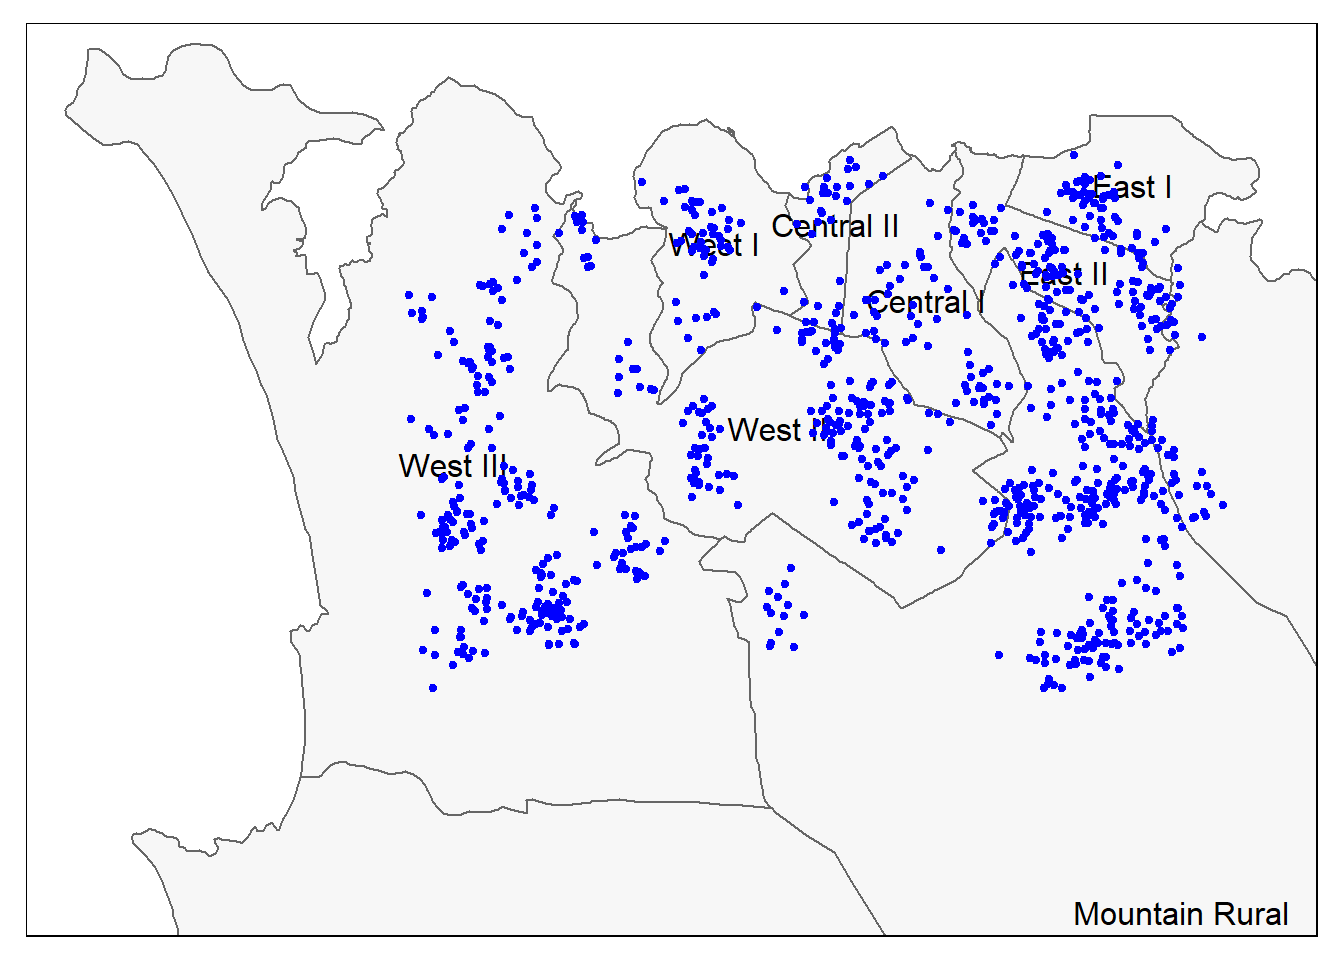 East I
Central II
West I
East II
Central I
West II
West III
Mountain Rural